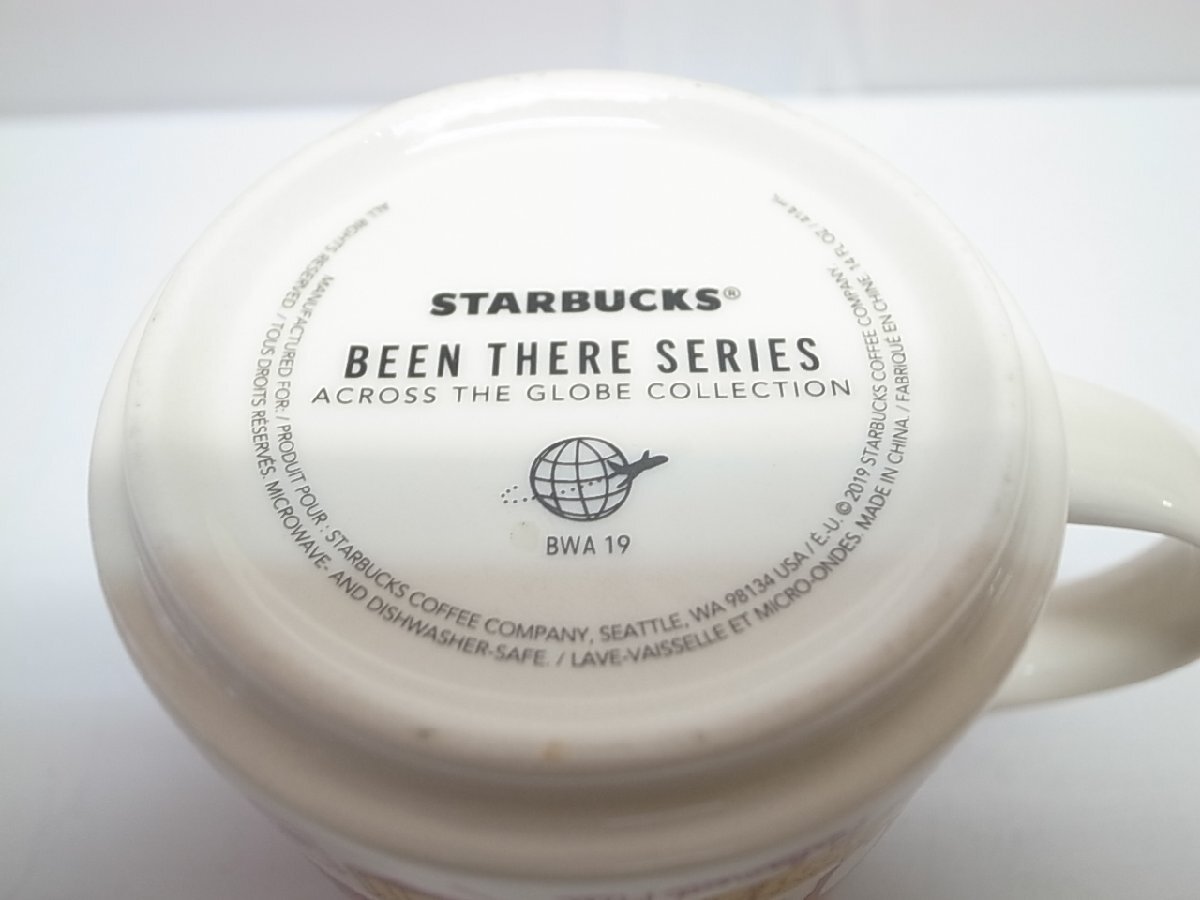 STARBUCKS®
BEEN THERE SERIES
ACROSS THE GLOBE COLLECTION
BWA 19
MANUFACTURED FOR: / PRODUIT POUR : STARBUCKS COFFEE COMPANY, SEATTLE, WA 98134 USA / E.-U. © 2019 STARBUCKS COFFEE COMPANY.
ALL RIGHTS RESERVED / TOUS DROITS RÉSERVÉS. MICROWAVE- AND DISHWASHER-SAFE. / LAVE-VAISSELLE ET MICRO-ONDES. MADE IN CHINA. / FABRIQUÉ EN CHINE. 14 FL OZ / 414 mL